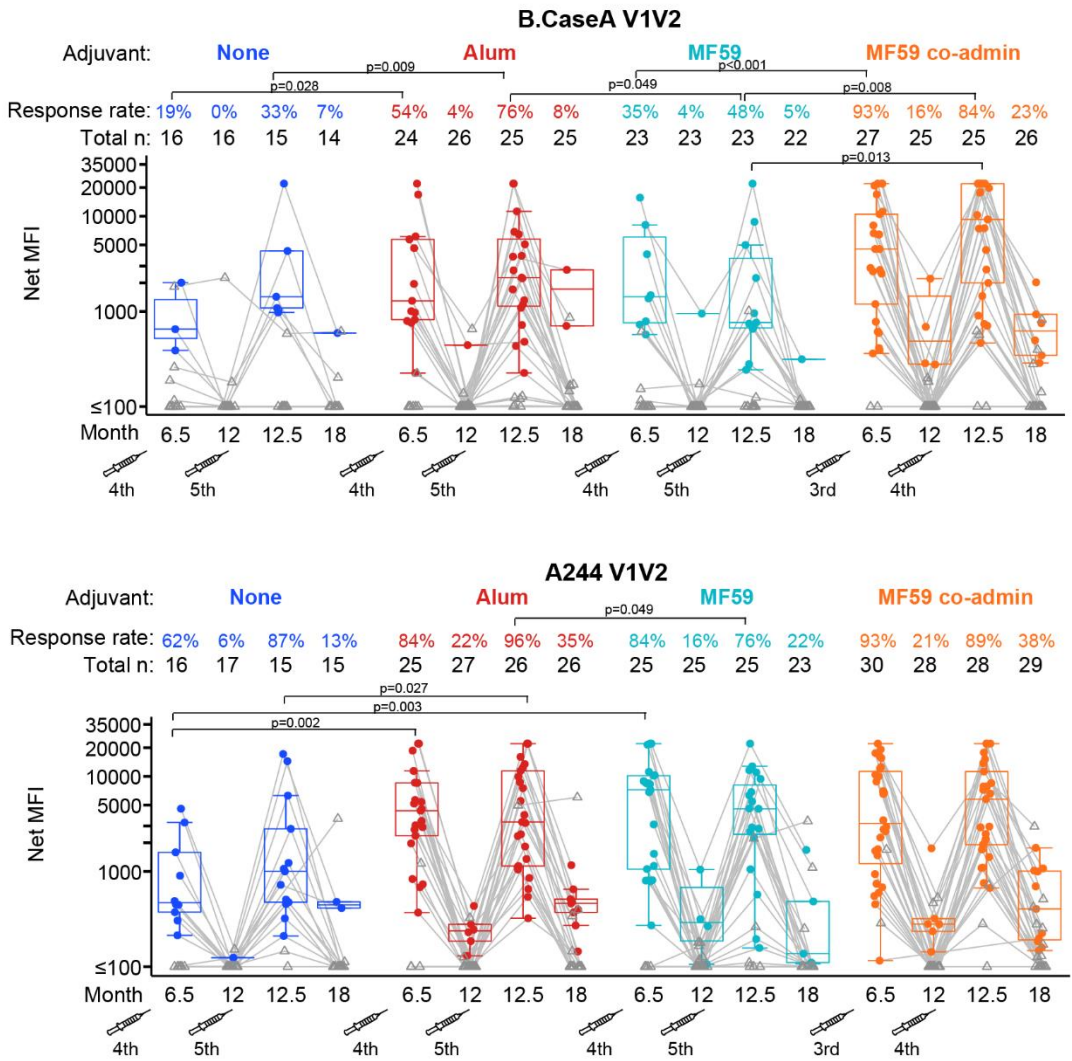 B.CaseA V1V2
Adjuvant: None Alum MF59 MF59 co-admin
p=0.009 p<0.001
p=0.028 p=0.049 p=0.008
Response rate: 19% 0% 33% 7% 54% 4% 76% 8% 35% 4% 48% 5% 93% 16% 84% 23%
Total n: 16 16 15 14 24 26 25 25 23 23 23 22 27 25 25 26
p=0.013
35000
20000
10000
5000
1000
≤100
Net MFI
Month 6.5 12 12.5 18 6.5 12 12.5 18 6.5 12 12.5 18 6.5 12 12.5 18
4th 5th 4th 5th 4th 5th 3rd 4th
A244 V1V2
Adjuvant: None Alum MF59 MF59 co-admin
p=0.049
Response rate: 62% 6% 87% 13% 84% 22% 96% 35% 84% 16% 76% 22% 93% 21% 89% 38%
Total n: 16 17 15 15 25 27 26 26 25 25 25 23 30 28 28 29
p=0.027
p=0.003
p=0.002
35000
20000
10000
5000
1000
≤100
Net MFI
Month 6.5 12 12.5 18 6.5 12 12.5 18 6.5 12 12.5 18 6.5 12 12.5 18
4th 5th 4th 5th 4th 5th 3rd 4th